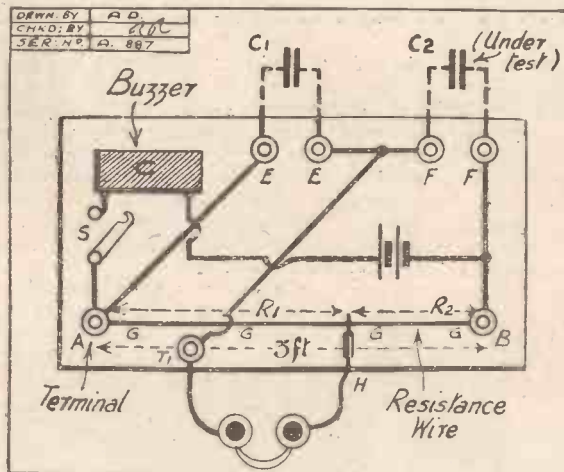 DRWN. BY A D.
CHKD: BY
SER: Nº A. 887
C1
C2
(Under
test)
Buzzer
C
E
E
F
F
S
R1
R2
A
G
G
G
G
B
T1
3ft
H
Terminal
Resistance
Wire